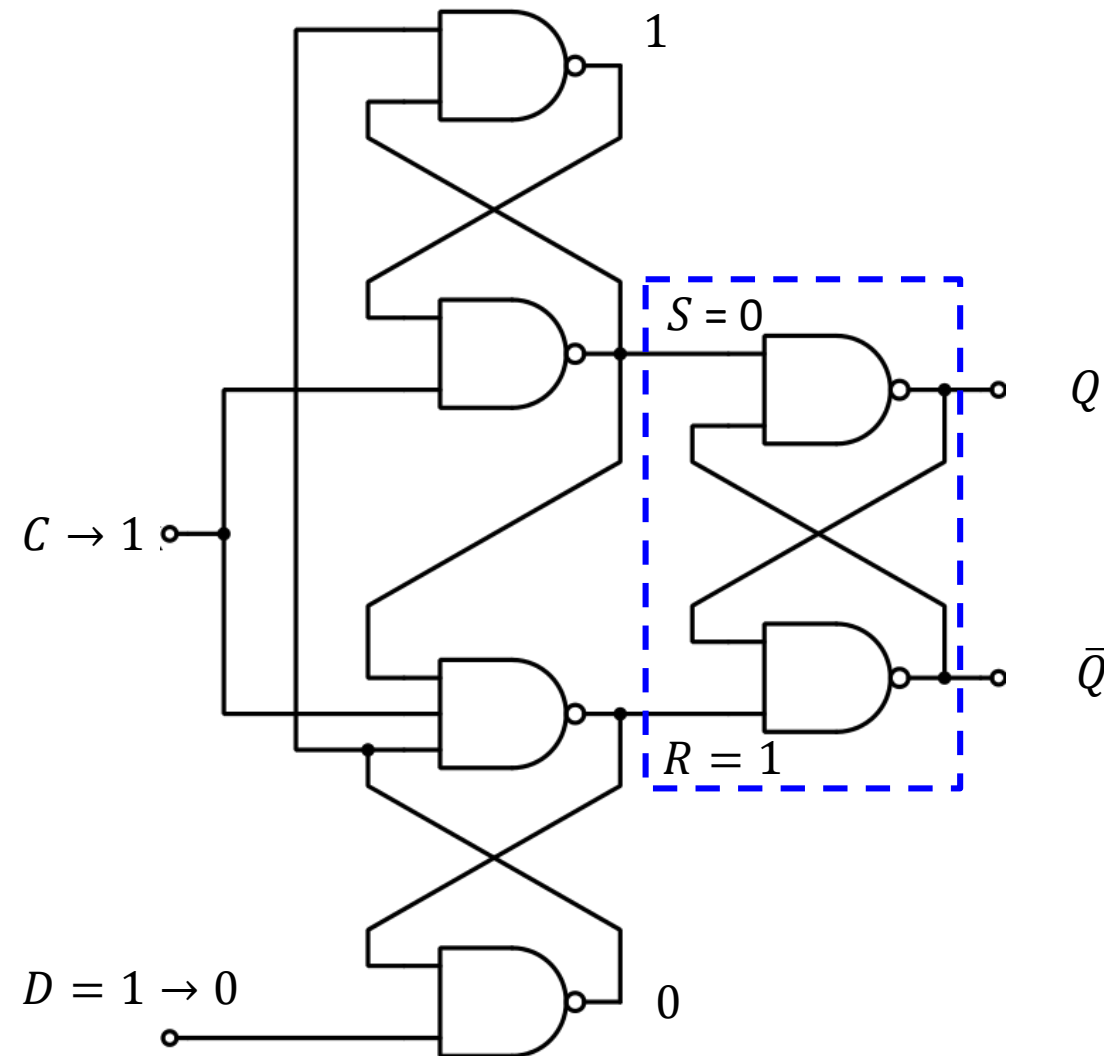 1
S = 0
Q
C → 1
Q̄
R = 1
D = 1 → 0
0